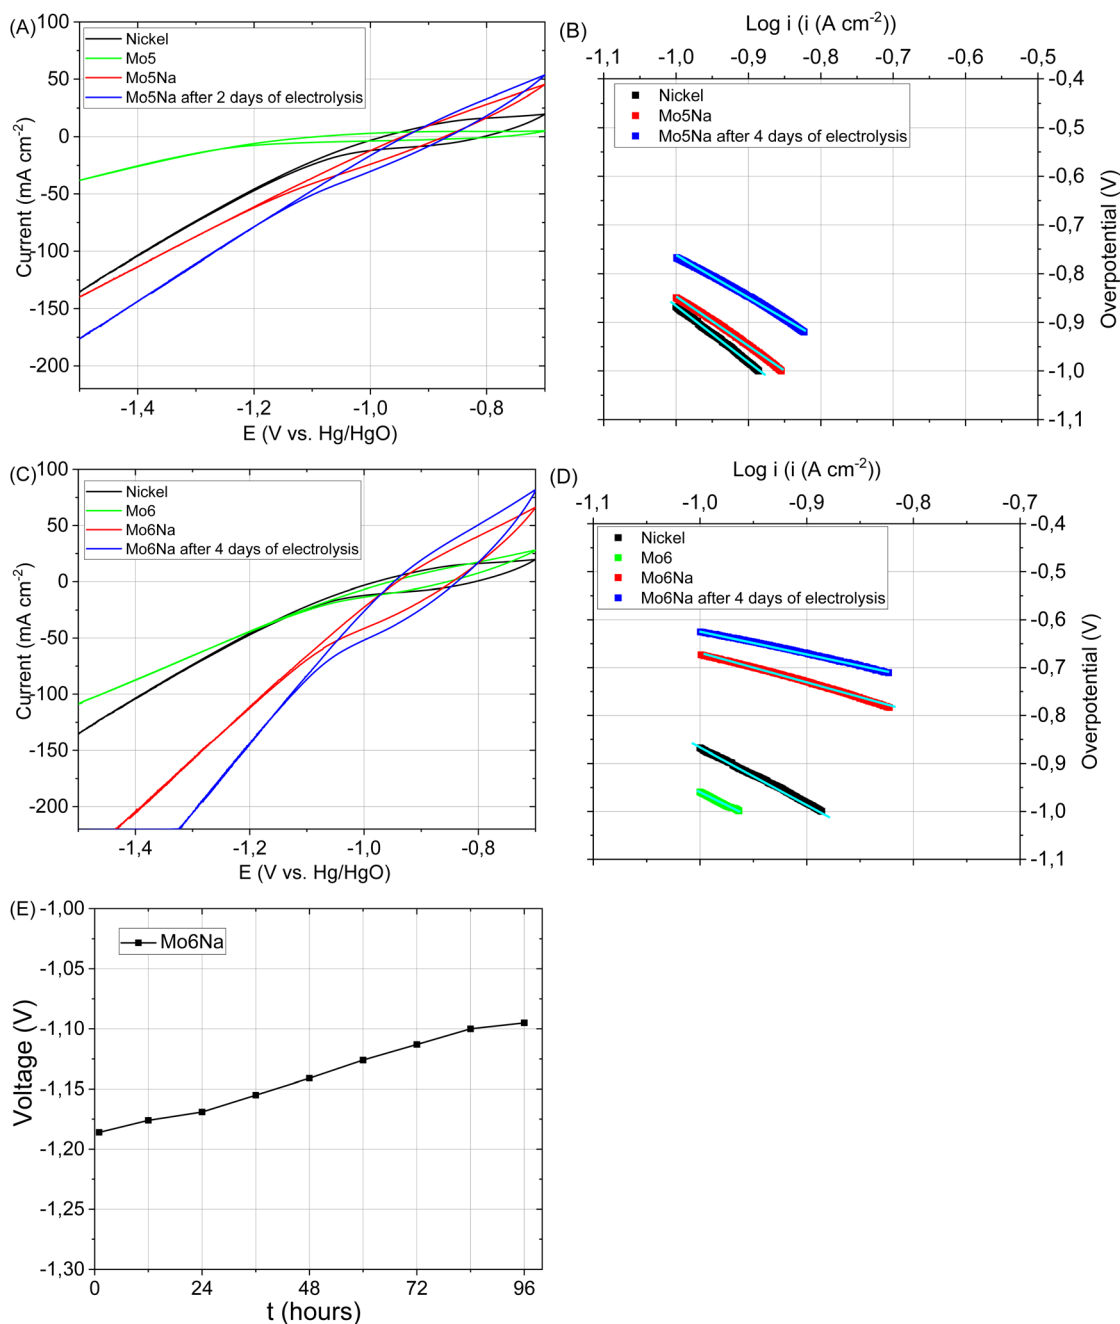 (A)
100
50
0
-50
-100
-150
-200
Current (mA cm-2)
Nickel
Mo5
Mo5Na
Mo5Na after 2 days of electrolysis
-1,4
-1,2
-1,0
-0,8
E (V vs. Hg/HgO)
(B)
Log i (i (A cm-2))
-1,1
-1,0
-0,9
-0,8
-0,7
-0,6
-0,5
Nickel
Mo5Na
Mo5Na after 4 days of electrolysis
-0,4
-0,5
-0,6
-0,7
-0,8
-0,9
-1,0
-1,1
Overpotential (V)
(C)
100
50
0
-50
-100
-150
-200
Current (mA cm-2)
Nickel
Mo6
Mo6Na
Mo6Na after 4 days of electrolysis
-1,4
-1,2
-1,0
-0,8
E (V vs. Hg/HgO)
(D)
Log i (i (A cm-2))
-1,1
-1,0
-0,9
-0,8
-0,7
Nickel
Mo6
Mo6Na
Mo6Na after 4 days of electrolysis
-0,4
-0,5
-0,6
-0,7
-0,8
-0,9
-1,0
-1,1
Overpotential (V)
(E)
-1,00
-1,05
-1,10
-1,15
-1,20
-1,25
-1,30
Voltage (V)
Mo6Na
0
24
48
72
96
t (hours)